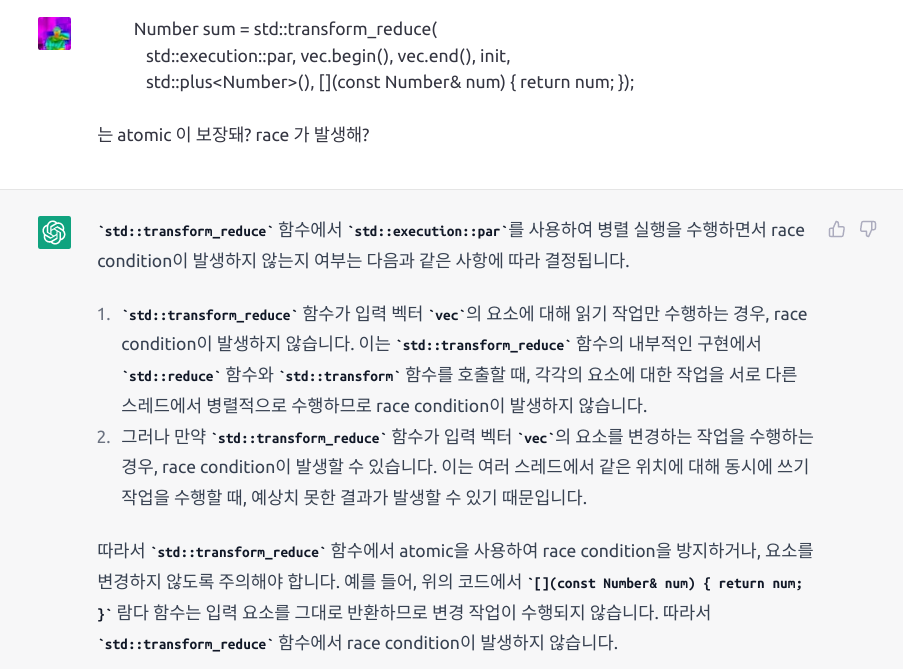 Number sum = std::transform_reduce(
std::execution::par, vec.begin(), vec.end(), init,
std::plus<Number>(), [](const Number& num) { return num; });
는 atomic 이 보장돼? race 가 발생해?
`std::transform_reduce` 함수에서 `std::execution::par`를 사용하여 병렬 실행을 수행하면서 race
condition이 발생하지 않는지 여부는 다음과 같은 사항에 따라 결정됩니다.
1. `std::transform_reduce` 함수가 입력 벡터 `vec`의 요소에 대해 읽기 작업만 수행하는 경우, race
condition이 발생하지 않습니다. 이는 `std::transform_reduce` 함수의 내부적인 구현에서
`std::reduce` 함수와 `std::transform` 함수를 호출할 때, 각각의 요소에 대한 작업을 서로 다른
스레드에서 병렬적으로 수행하므로 race condition이 발생하지 않습니다.
2. 그러나 만약 `std::transform_reduce` 함수가 입력 벡터 `vec`의 요소를 변경하는 작업을 수행하는
경우, race condition이 발생할 수 있습니다. 이는 여러 스레드에서 같은 위치에 대해 동시에 쓰기
작업을 수행할 때, 예상치 못한 결과가 발생할 수 있기 때문입니다.
따라서 `std::transform_reduce` 함수에서 atomic을 사용하여 race condition을 방지하거나, 요소를
변경하지 않도록 주의해야 합니다. 예를 들어, 위의 코드에서 `[](const Number& num) { return num;
}` 람다 함수는 입력 요소를 그대로 반환하므로 변경 작업이 수행되지 않습니다. 따라서
`std::transform_reduce` 함수에서 race condition이 발생하지 않습니다.